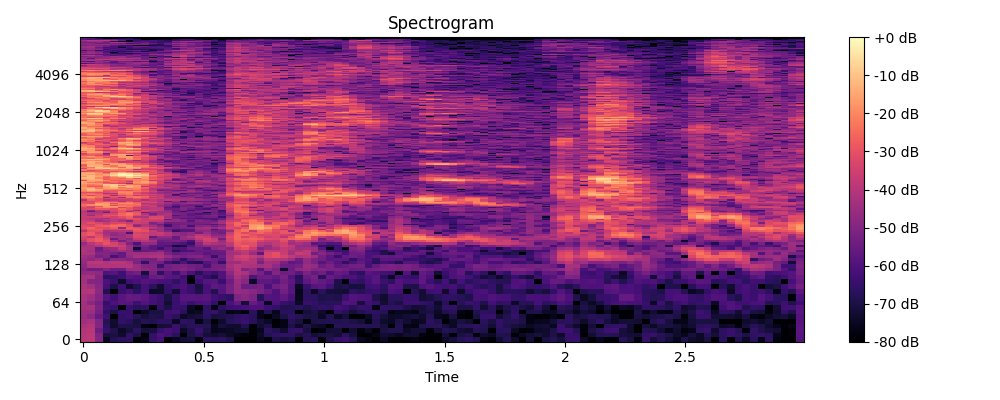 Spectrogram
Hz
4096
2048
1024
512
256
128
64
0
0
0.5
1
1.5
2
2.5
Time
+0 dB
-10 dB
-20 dB
-30 dB
-40 dB
-50 dB
-60 dB
-70 dB
-80 dB